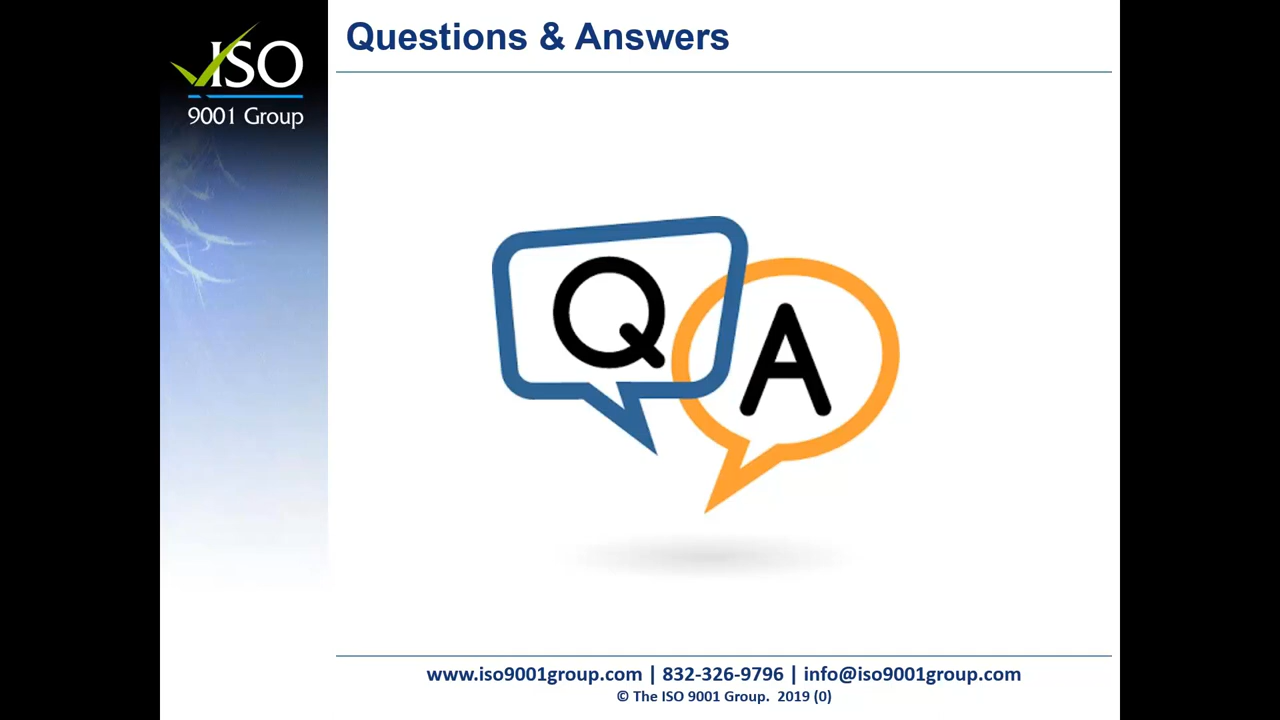 ISO
9001 Group
Questions & Answers
Q
A
www.iso9001group.com | 832-326-9796 | info@iso9001group.com
© The ISO 9001 Group. 2019 (0)